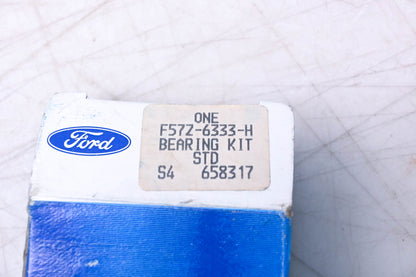 Ford
ONE
F57Z-6333-H
BEARING KIT
STD
S4 658317